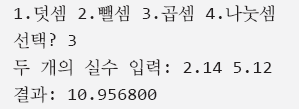 1.덧셈 2.뺄셈 3.곱셈 4.나눗셈
선택? 3
두 개의 실수 입력: 2.14 5.12
결과: 10.956800